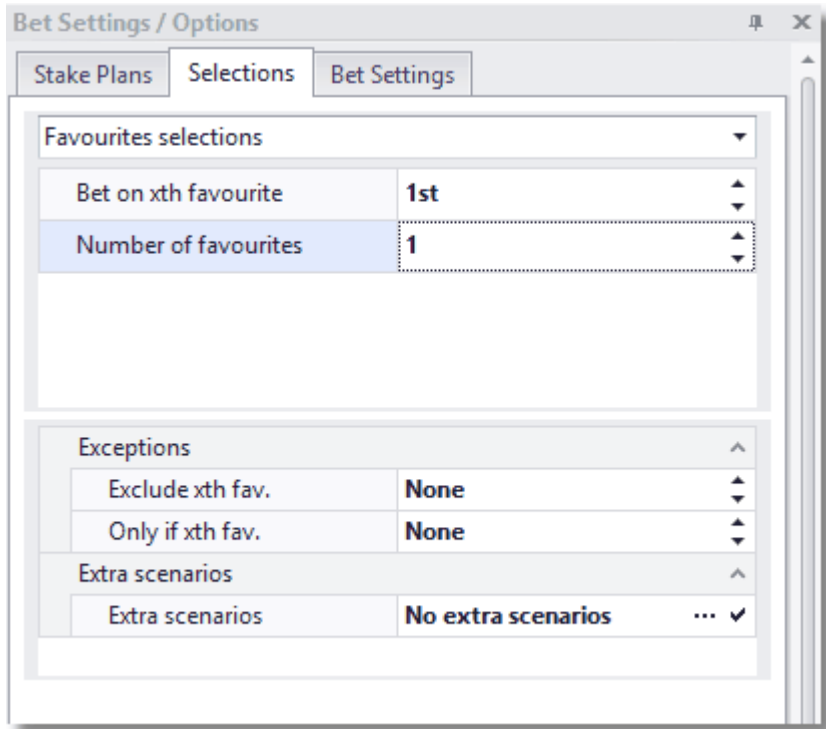 Bet Settings / Options
Stake Plans Selections Bet Settings
Favourites selections
Bet on xth favourite 1st
Number of favourites 1
Exceptions
Exclude xth fav. None
Only if xth fav. None
Extra scenarios
Extra scenarios No extra scenarios ...